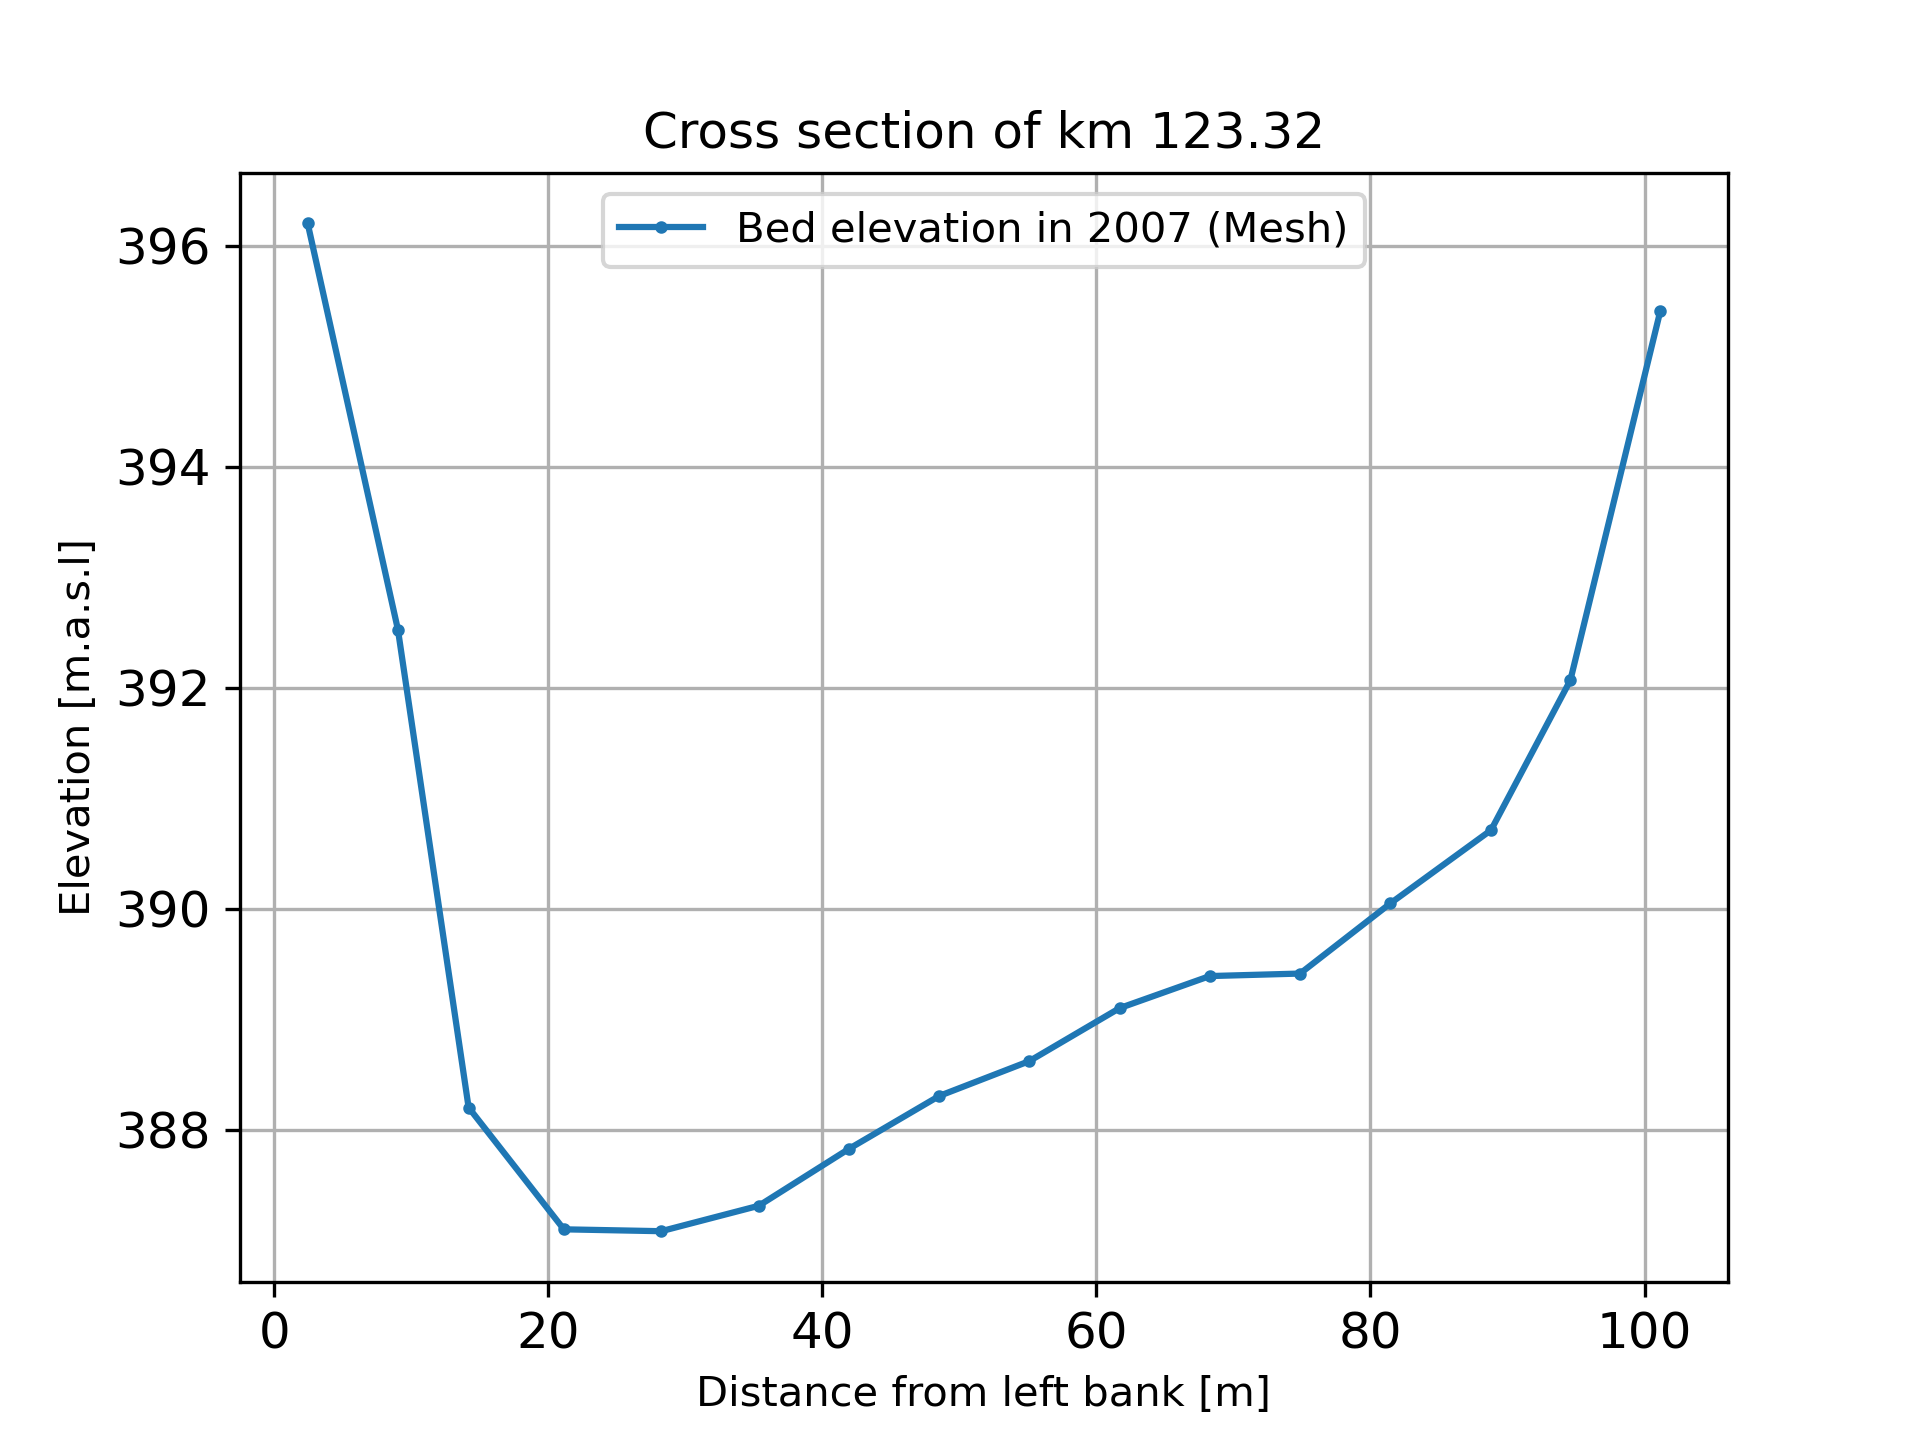 Cross section of km 123.32
Bed elevation in 2007 (Mesh)
396
394
392
390
388
Elevation [m.a.s.l]
0 20 40 60 80 100
Distance from left bank [m]